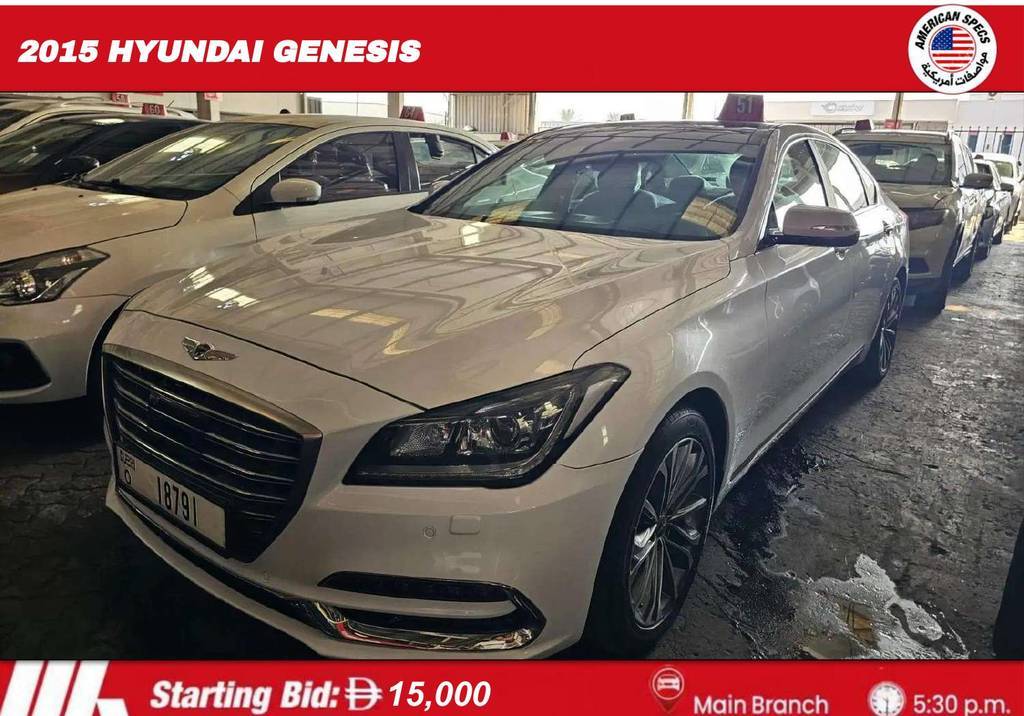 2015 HYUNDAI GENESIS
AMERICAN SPECS
مواصفات أمريكية
51
18791
Starting Bid: 15,000
Main Branch
5:30 p.m.